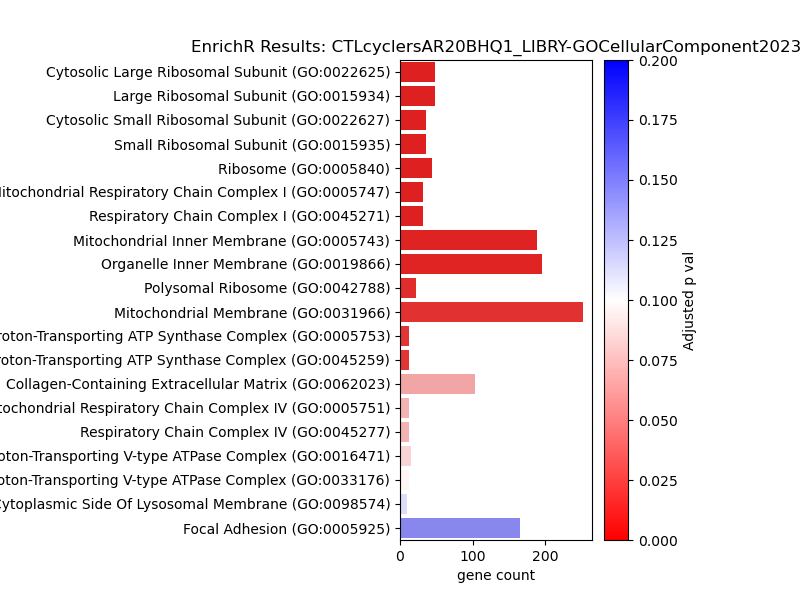 EnrichR Results: CTLcyclersAR20BHQ1_LIBRY-GOCellularComponent2023
Cytosolic Large Ribosomal Subunit (GO:0022625)
Large Ribosomal Subunit (GO:0015934)
Cytosolic Small Ribosomal Subunit (GO:0022627)
Small Ribosomal Subunit (GO:0015935)
Ribosome (GO:0005840)
Respiratory Chain Complex I (GO:0005747)
Respiratory Chain Complex I (GO:0045271)
Mitochondrial Inner Membrane (GO:0005743)
Organelle Inner Membrane (GO:0019866)
Polysomal Ribosome (GO:0042788)
Mitochondrial Membrane (GO:0031966)
roton-Transporting ATP Synthase Complex (GO:0005753)
roton-Transporting ATP Synthase Complex (GO:0045259)
Collagen-Containing Extracellular Matrix (GO:0062023)
tochondrial Respiratory Chain Complex IV (GO:0005751)
Respiratory Chain Complex IV (GO:0045277)
oton-Transporting V-type ATPase Complex (GO:0016471)
oton-Transporting V-type ATPase Complex (GO:0033176)
Cytoplasmic Side Of Lysosomal Membrane (GO:0098574)
Focal Adhesion (GO:0005925)
0 100 200
gene count
0.200
0.175
0.150
0.125
0.100
0.075
0.050
0.025
0.000
Adjusted p val